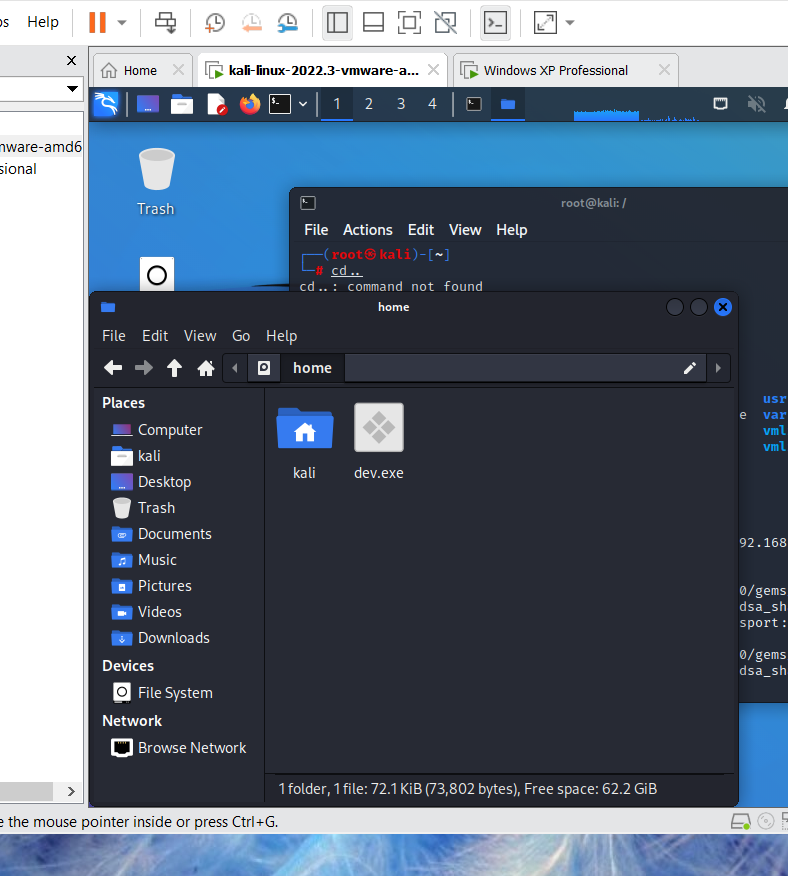 ps Help
Home
kali-linux-2022.3-vmware-a...
Windows XP Professional
1 2 3 4
mware-amd6
sional
Trash
root@kali: /
File Actions Edit View Help
(root㉿kali)-[~]
# cd..
cd..: command not found
home
File Edit View Go Help
home
Places
Computer
kali
Desktop
Trash
Documents
Music
Pictures
Videos
Downloads
Devices
File System
Network
Browse Network
kali
dev.exe
usr
e var
vml
vml
92.168
0/gems
dsa_sh
sport:
0/gems
dsa_sh
1 folder, 1 file: 72.1 KiB (73,802 bytes), Free space: 62.2 GiB
e the mouse pointer inside or press Ctrl+G.